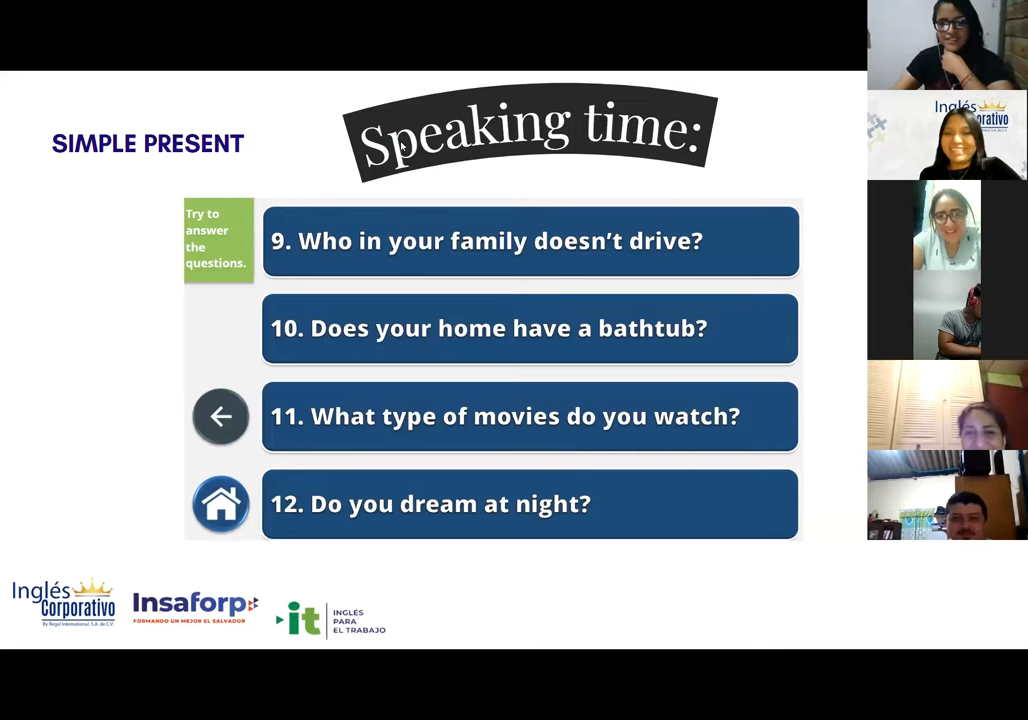 SIMPLE PRESENT
Speaking time:
Try to
answer
the
questions.
9. Who in your family doesn't drive?
10. Does your home have a bathtub?
11. What type of movies do you watch?
12. Do you dream at night?
Inglés
Corporativo
By Regal International, S.A. de C.V.
Insaforp
FORMANDO UN MEJOR EL SALVADOR
it
INGLÉS
PARA
EL TRABAJO
Inglés